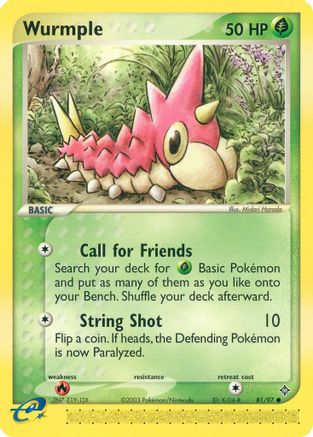 Wurmple 50 HP
BASIC
Illus. Midori Harada
Call for Friends
Search your deck for Basic Pokémon
and put as many of them as you like onto
your Bench. Shuffle your deck afterward.
String Shot 10
Flip a coin. If heads, the Defending Pokémon
is now Paralyzed.
weakness resistance retreat cost
©2003 Pokémon/Nintendo
81/97
e